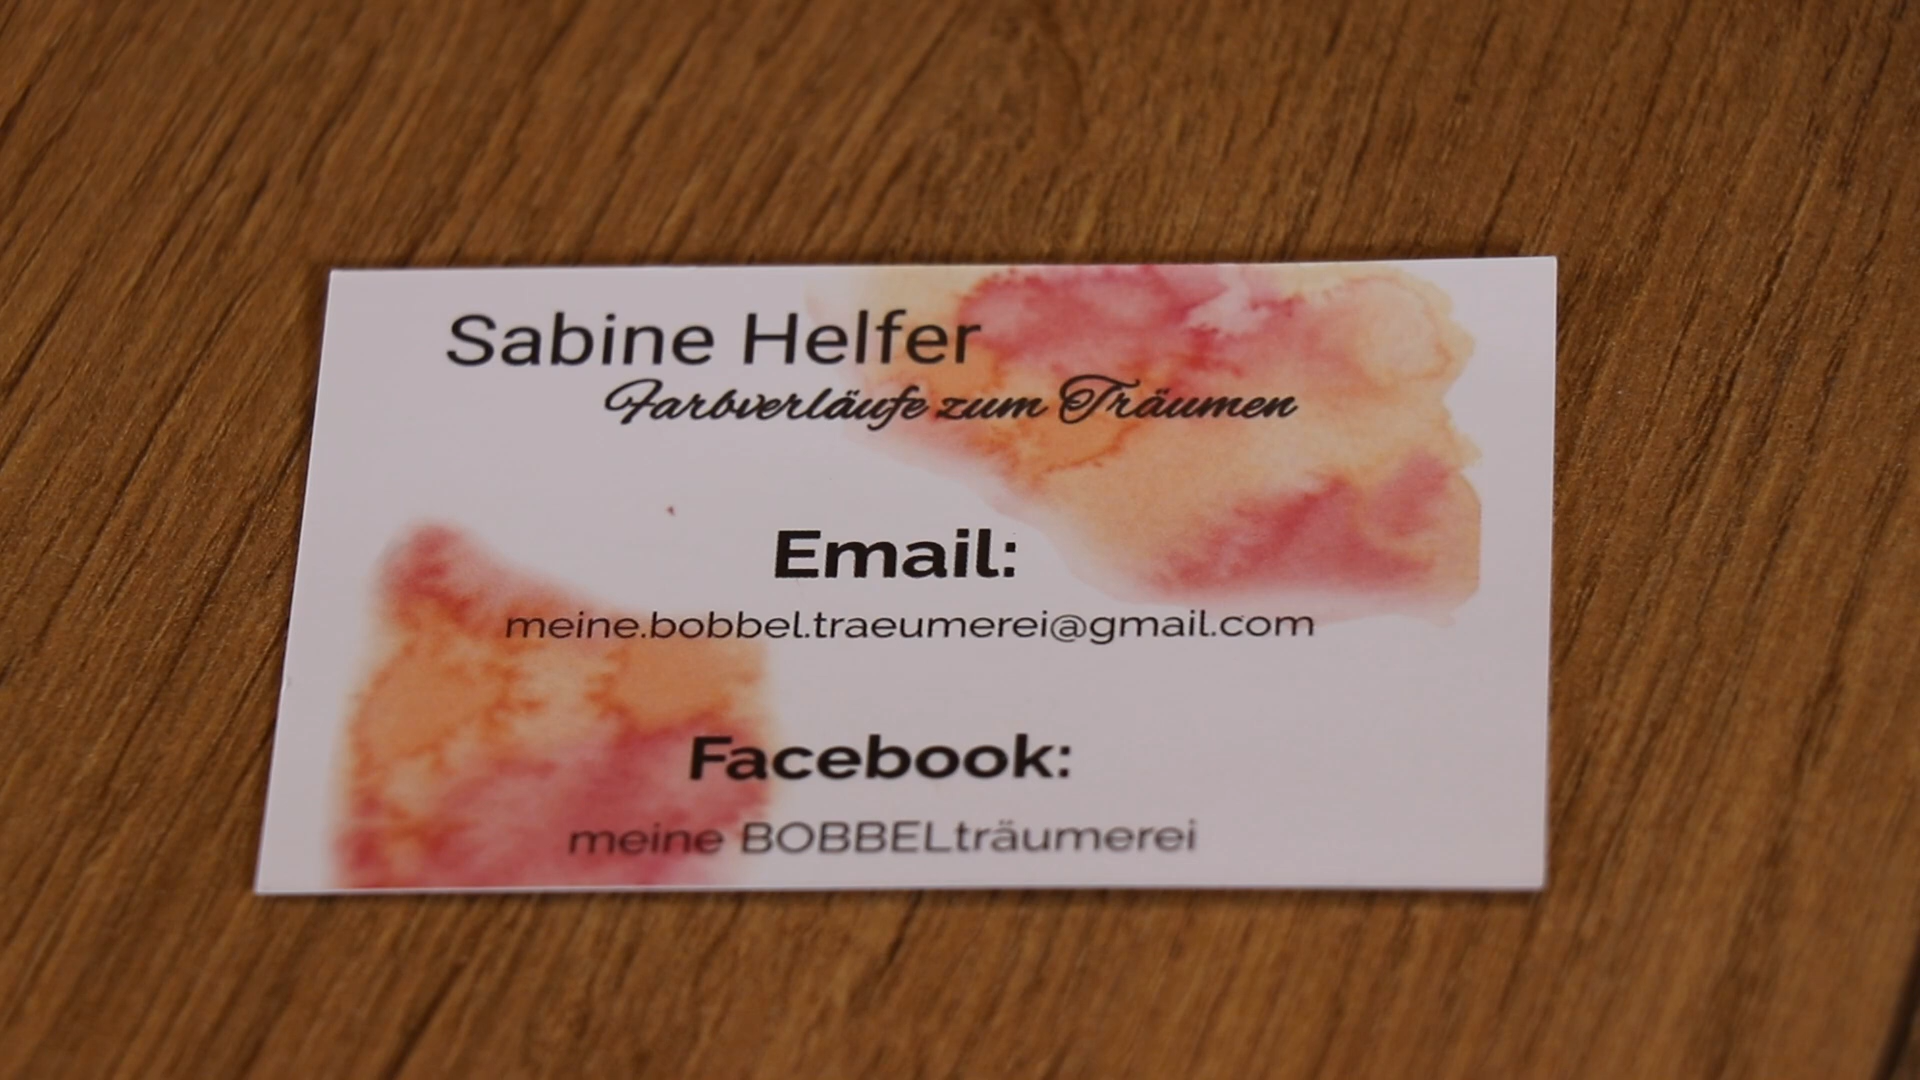 Sabine Helfer
Farbverläufe zum Träumen
Email:
meine.bobbel.traeumerei@gmail.com
Facebook:
meine BOBBELträumerei